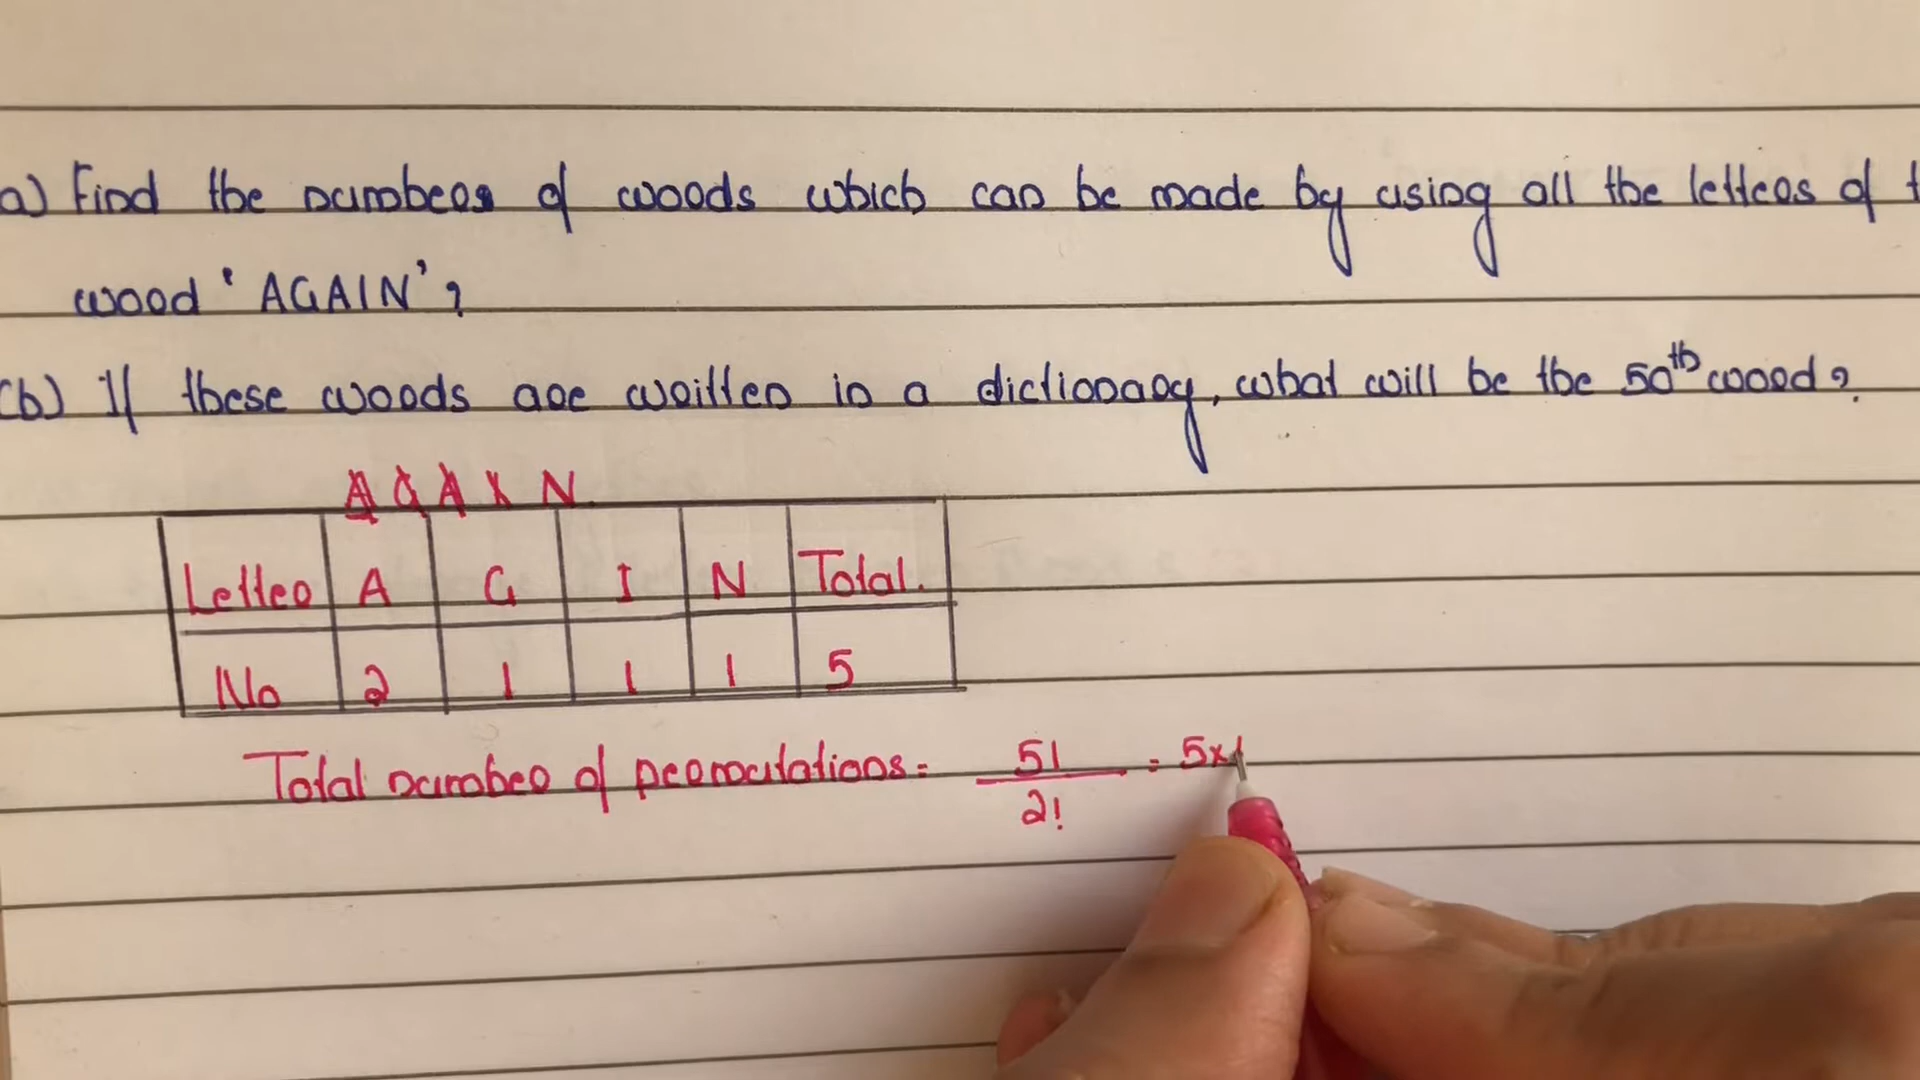 a) Find the numbers of words which can be made by using all the letters of t
word 'AGAIN'?
(b) If these words are written in a dictionary, what will be the 50th word?
A G A I N
Letter A G I N Total.
No 2 1 1 1 5
Total number of permutations = 5! / 2! = 5×4